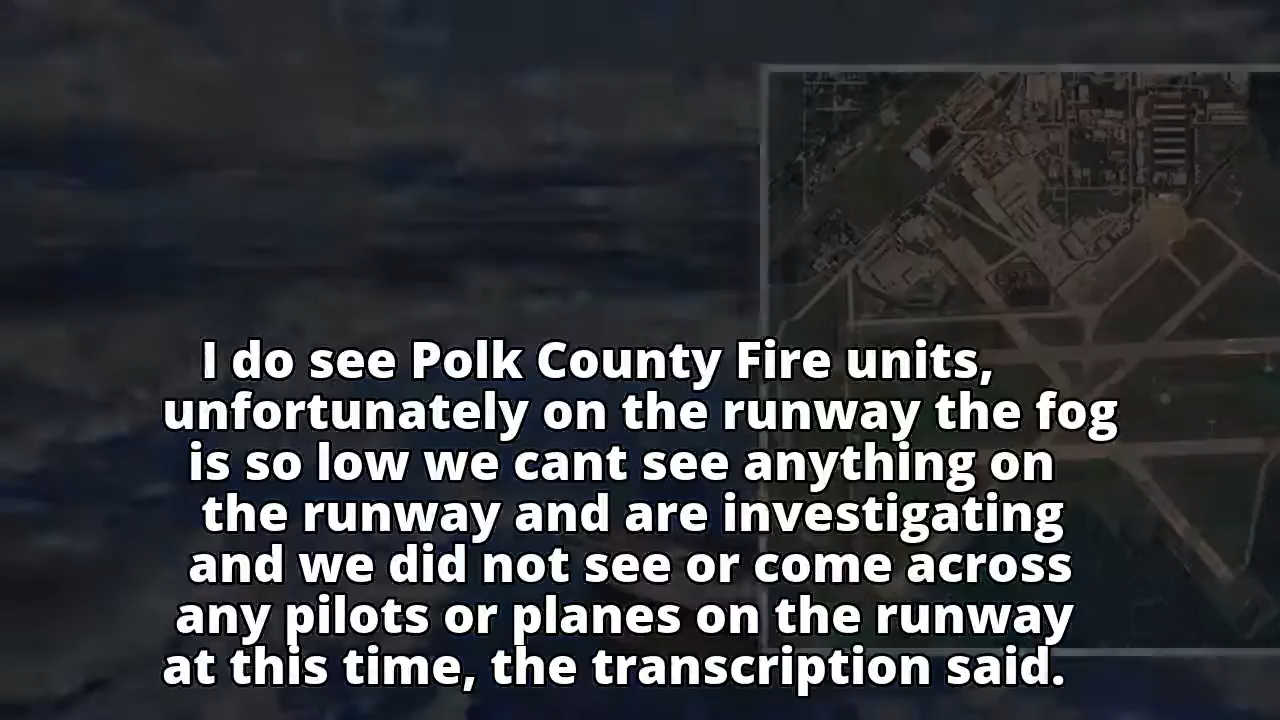 I do see Polk County Fire units,
unfortunately on the runway the fog
is so low we cant see anything on
the runway and are investigating
and we did not see or come across
any pilots or planes on the runway
at this time, the transcription said.